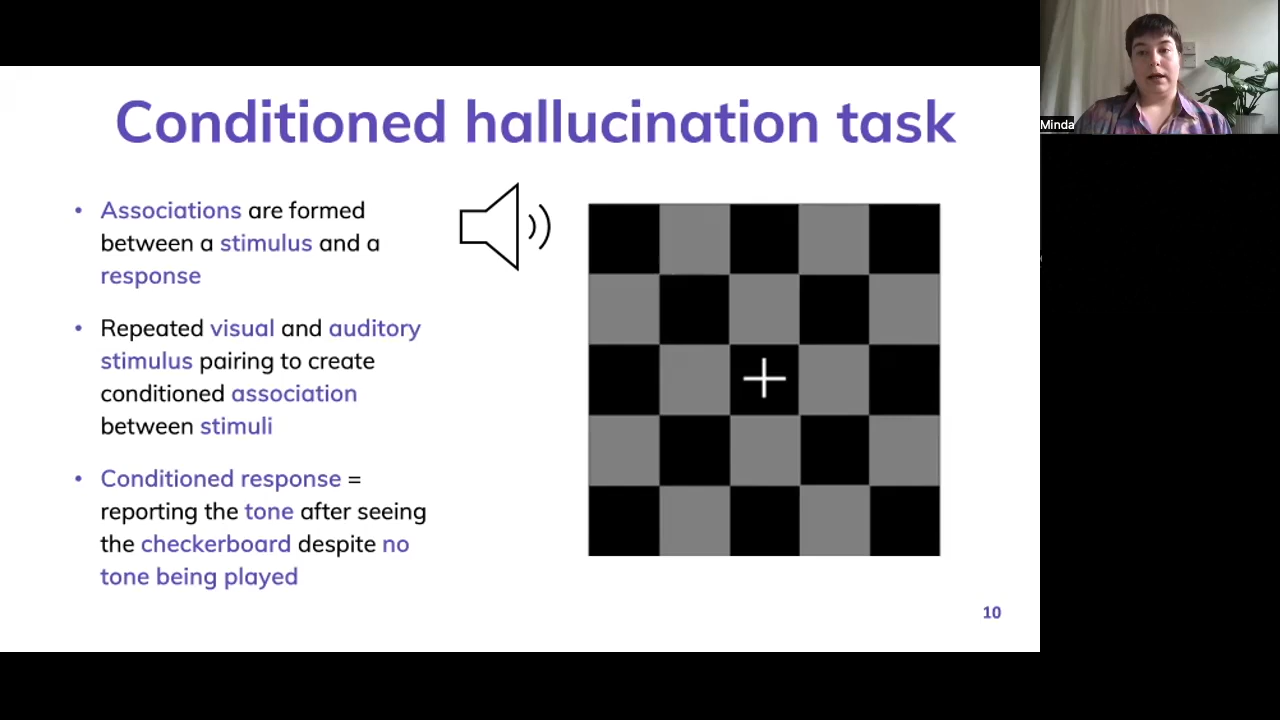 Conditioned hallucination task
• Associations are formed
between a stimulus and a
response
• Repeated visual and auditory
stimulus pairing to create
conditioned association
between stimuli
• Conditioned response =
reporting the tone after seeing
the checkerboard despite no
tone being played
10
Minda